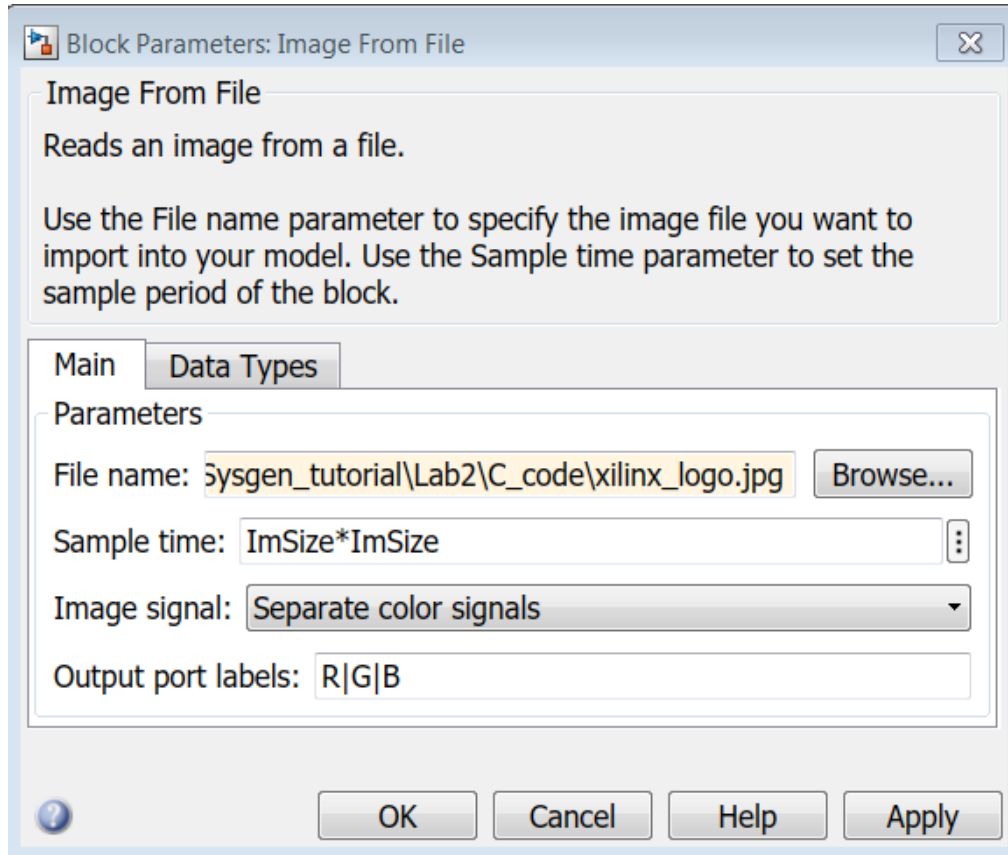 Block Parameters: Image From File
Image From File
Reads an image from a file.
Use the File name parameter to specify the image file you want to
import into your model. Use the Sample time parameter to set the
sample period of the block.
Main Data Types
Parameters
File name: Sysgen_tutorial\Lab2\C_code\xilinx_logo.jpg Browse...
Sample time: ImSize*ImSize
Image signal: Separate color signals
Output port labels: R|G|B
? OK Cancel Help Apply